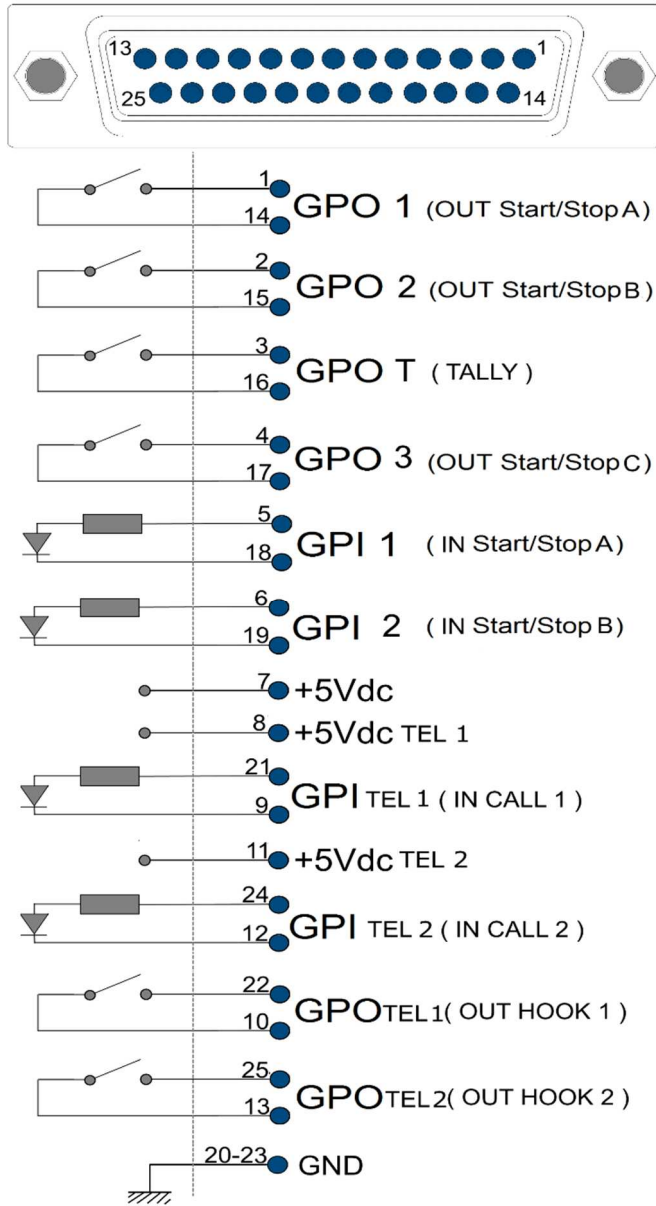 13 1
25 14
1
14
GPO 1 (OUT Start/Stop A)
2
15
GPO 2 (OUT Start/Stop B)
3
16
GPO T ( TALLY )
4
17
GPO 3 (OUT Start/Stop C)
5
18
GPI 1 ( IN Start/Stop A)
6
19
GPI 2 ( IN Start/Stop B)
7 +5Vdc
8 +5Vdc TEL 1
21
9
GPI TEL 1 ( IN CALL 1 )
11 +5Vdc TEL 2
24
12
GPI TEL 2 ( IN CALL 2 )
22
10
GPO TEL1 ( OUT HOOK 1 )
25
13
GPO TEL2 ( OUT HOOK 2 )
20-23 GND